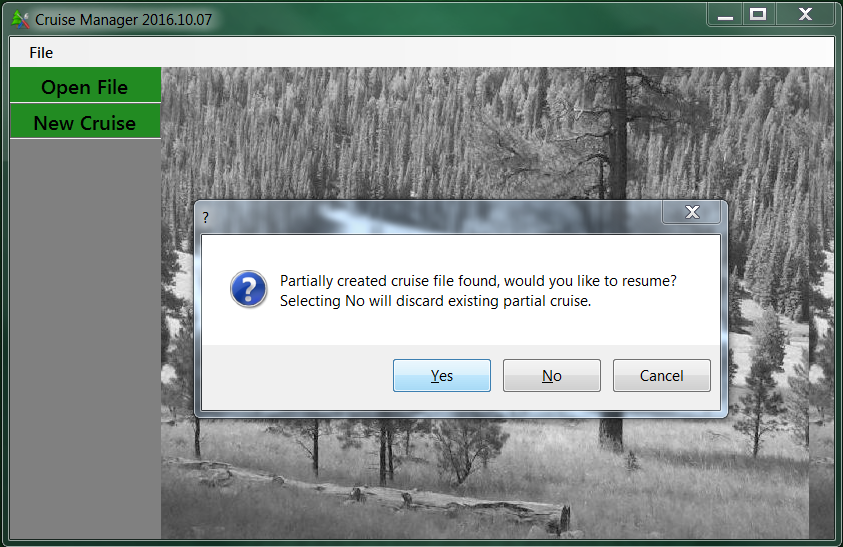 Cruise Manager 2016.10.07
File
Open File
New Cruise
?
Partially created cruise file found, would you like to resume?
Selecting No will discard existing partial cruise.
Yes
No
Cancel